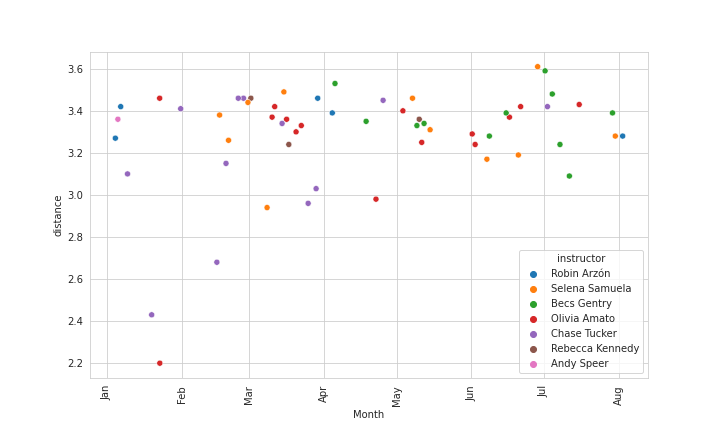 3.6
3.4
3.2
3.0
2.8
2.6
2.4
2.2
distance
instructor
Robin Arzón
Selena Samuela
Becs Gentry
Olivia Amato
Chase Tucker
Rebecca Kennedy
Andy Speer
Jan
Feb
Mar
Apr
May
Jun
Jul
Aug
Month